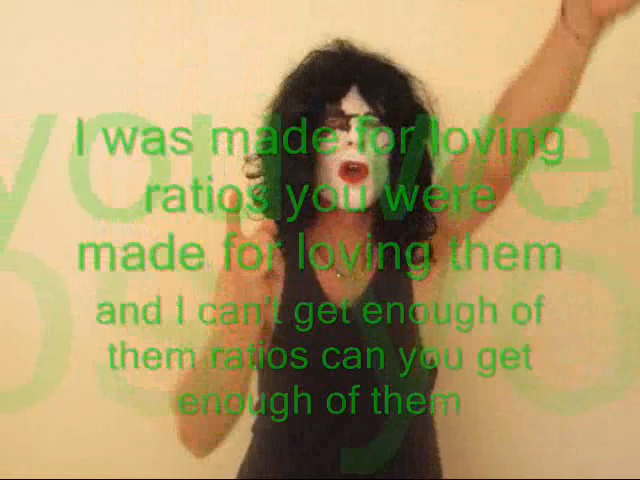 I was made for loving
ratios you were
made for loving them
and I can't get enough of
them ratios can you get
enough of them